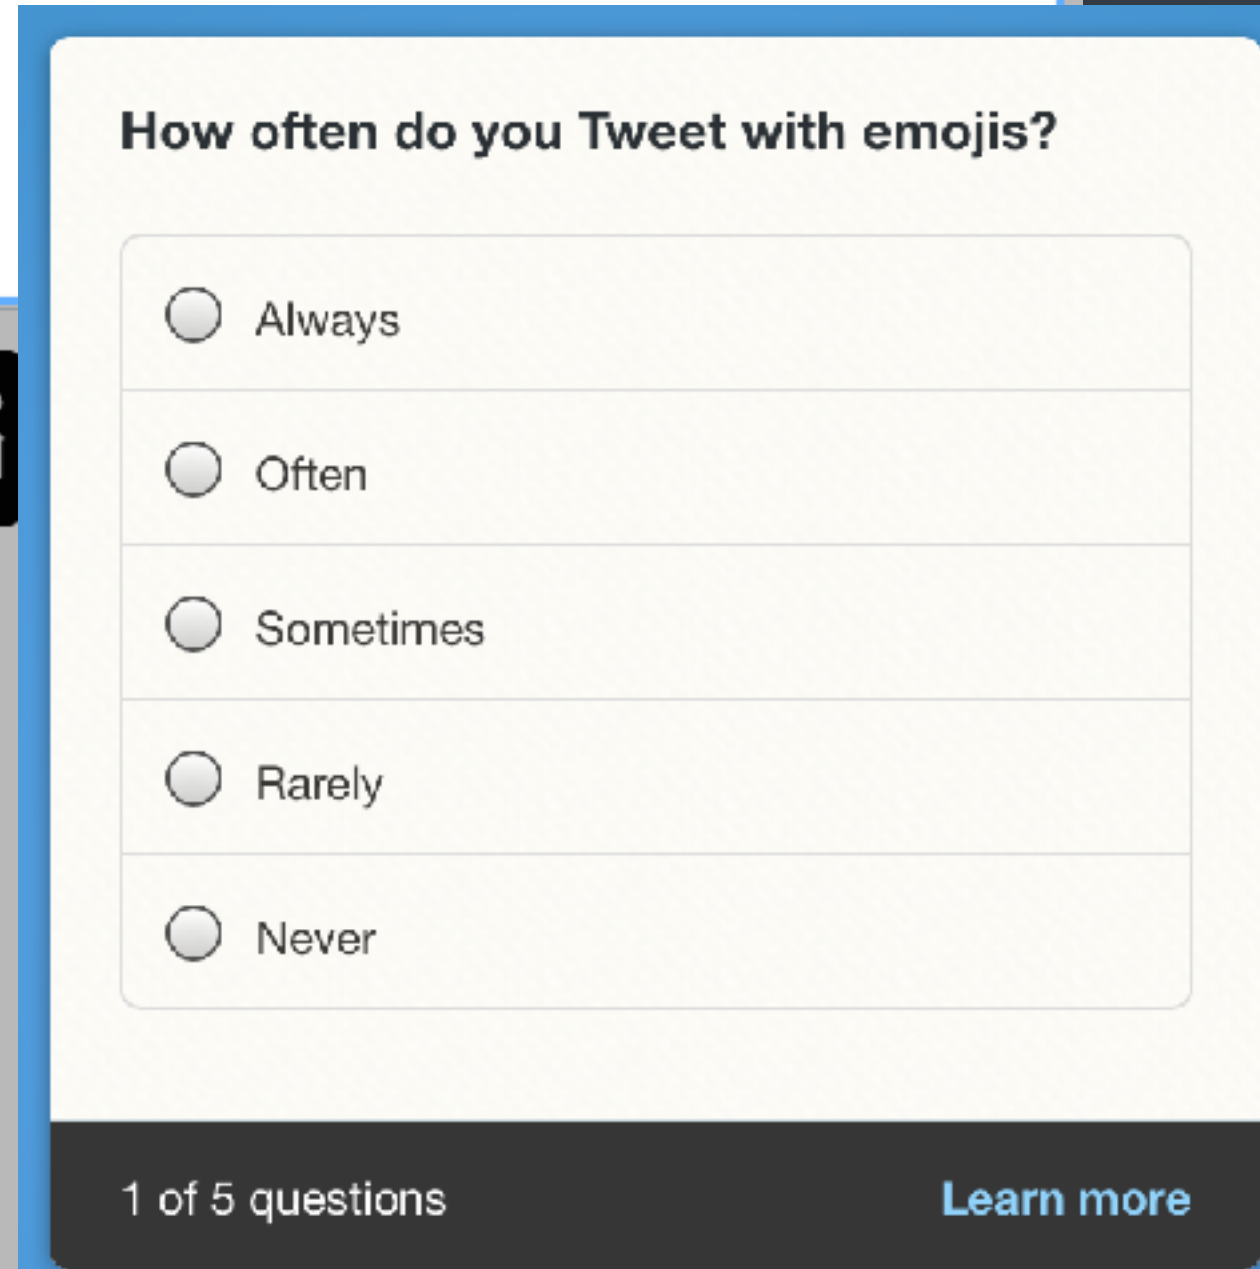 How often do you Tweet with emojis?
Always
Often
Sometimes
Rarely
Never
1 of 5 questions
Learn more